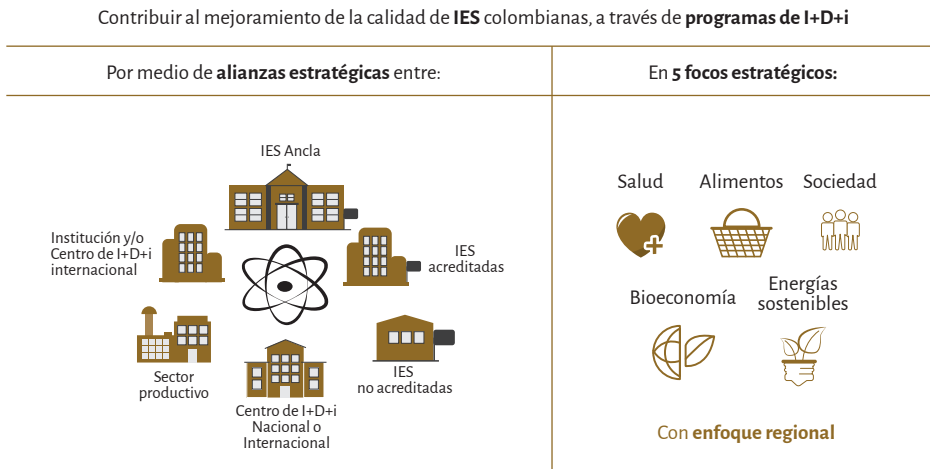 Contribuir al mejoramiento de la calidad de IES colombianas, a través de programas de I+D+i
Por medio de alianzas estratégicas entre:
IES Ancla
Institución y/o
Centro de I+D+i
internacional
IES
acreditadas
Sector
productivo
IES
no acreditadas
Centro de I+D+i
Nacional o
Internacional
En 5 focos estratégicos:
Salud
Alimentos
Sociedad
Bioeconomía
Energías
sostenibles
Con enfoque regional